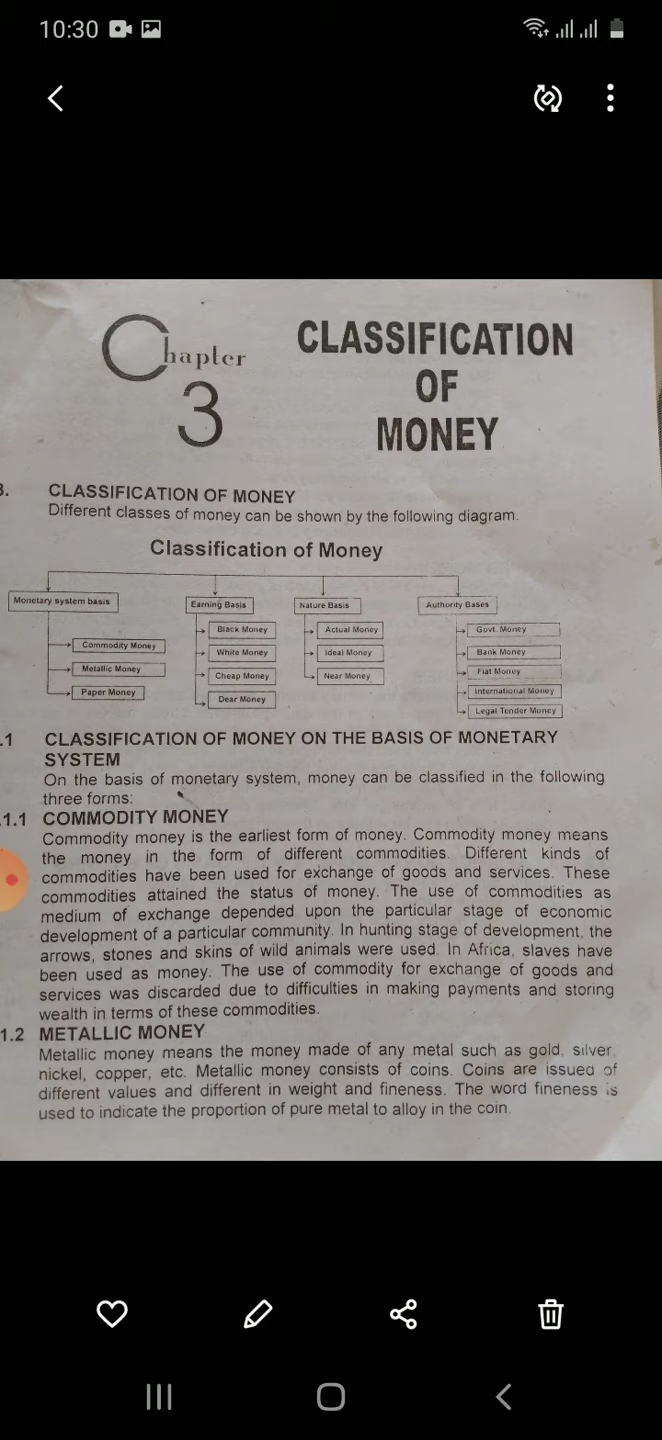 10:30
Chapter
3
CLASSIFICATION
OF
MONEY
3. CLASSIFICATION OF MONEY
Different classes of money can be shown by the following diagram.
Classification of Money
Monetary system basis
Commodity Money
Metallic Money
Paper Money
Earning Basis
Black Money
White Money
Cheap Money
Dear Money
Nature Basis
Actual Money
Ideal Money
Near Money
Authority Bases
Govt. Money
Bank Money
Fiat Money
International Money
Legal Tender Money
.1 CLASSIFICATION OF MONEY ON THE BASIS OF MONETARY
SYSTEM
On the basis of monetary system, money can be classified in the following
three forms:
.1.1 COMMODITY MONEY
Commodity money is the earliest form of money. Commodity money means
the money in the form of different commodities. Different kinds of
commodities have been used for exchange of goods and services. These
commodities attained the status of money. The use of commodities as
medium of exchange depended upon the particular stage of economic
development of a particular community. In hunting stage of development, the
arrows, stones and skins of wild animals were used. In Africa, slaves have
been used as money. The use of commodity for exchange of goods and
services was discarded due to difficulties in making payments and storing
wealth in terms of these commodities.
1.2 METALLIC MONEY
Metallic money means the money made of any metal such as gold, silver,
nickel, copper, etc. Metallic money consists of coins. Coins are issued of
different values and different in weight and fineness. The word fineness is
used to indicate the proportion of pure metal to alloy in the coin.